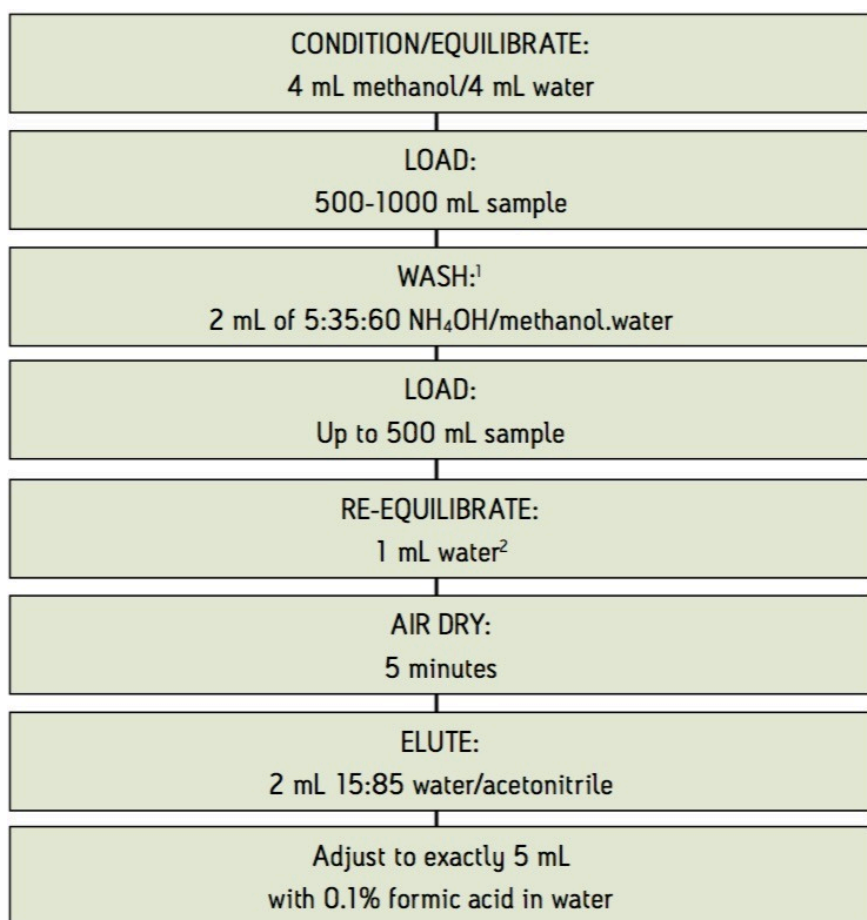 CONDITION/EQUILIBRATE:
4 mL methanol/4 mL water
LOAD:
500-1000 mL sample
WASH:¹
2 mL of 5:35:60 NH₄OH/methanol.water
LOAD:
Up to 500 mL sample
RE-EQUILIBRATE:
1 mL water²
AIR DRY:
5 minutes
ELUTE:
2 mL 15:85 water/acetonitrile
Adjust to exactly 5 mL
with 0.1% formic acid in water